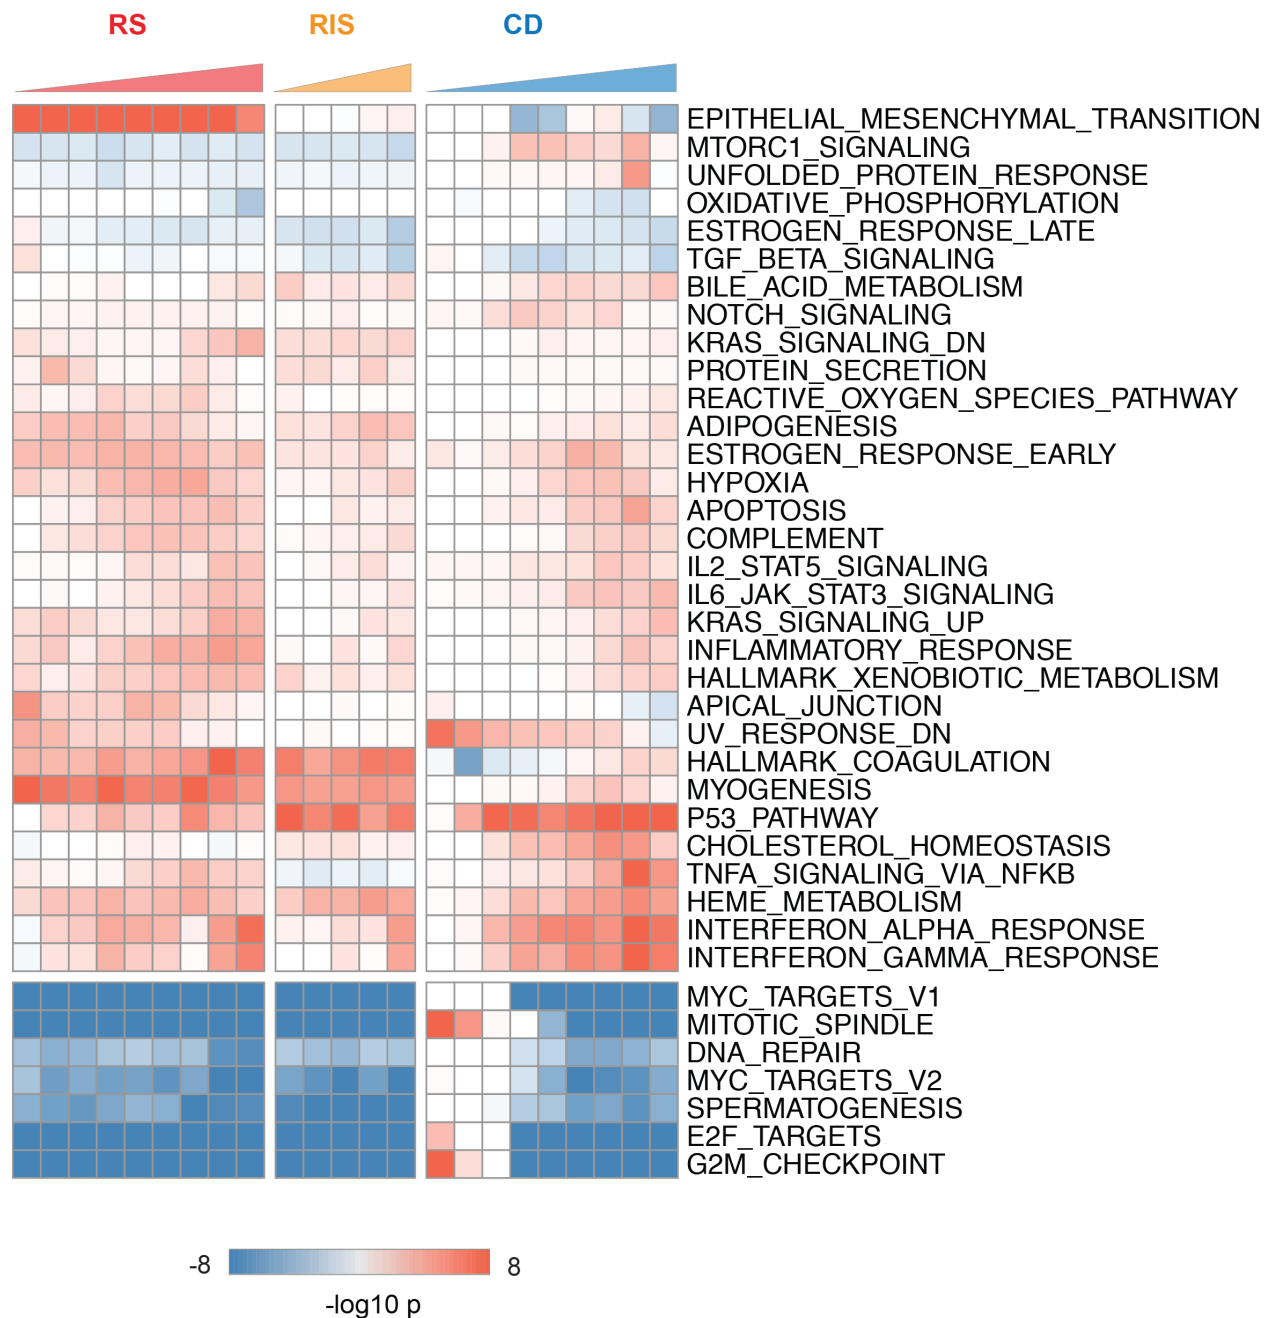 RS RIS CD
EPITHELIAL_MESENCHYMAL_TRANSITION
MTORC1_SIGNALING
UNFOLDED_PROTEIN_RESPONSE
OXIDATIVE_PHOSPHORYLATION
ESTROGEN_RESPONSE_LATE
TGF_BETA_SIGNALING
BILE_ACID_METABOLISM
NOTCH_SIGNALING
KRAS_SIGNALING_DN
PROTEIN_SECRETION
REACTIVE_OXYGEN_SPECIES_PATHWAY
ADIPOGENESIS
ESTROGEN_RESPONSE_EARLY
HYPOXIA
APOPTOSIS
COMPLEMENT
IL2_STAT5_SIGNALING
IL6_JAK_STAT3_SIGNALING
KRAS_SIGNALING_UP
INFLAMMATORY_RESPONSE
HALLMARK_XENOBIOTIC_METABOLISM
APICAL_JUNCTION
UV_RESPONSE_DN
HALLMARK_COAGULATION
MYOGENESIS
P53_PATHWAY
CHOLESTEROL_HOMEOSTASIS
TNFA_SIGNALING_VIA_NFKB
HEME_METABOLISM
INTERFERON_ALPHA_RESPONSE
INTERFERON_GAMMA_RESPONSE
MYC_TARGETS_V1
MITOTIC_SPINDLE
DNA_REPAIR
MYC_TARGETS_V2
SPERMATOGENESIS
E2F_TARGETS
G2M_CHECKPOINT
-8 8
-log10 p